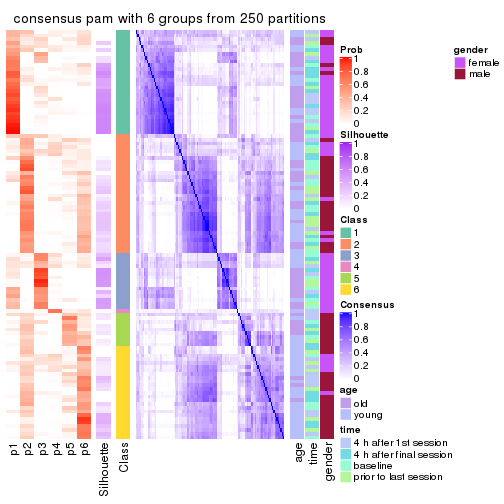 consensus pam with 6 groups from 250 partitions
Prob
1
0.8
0.6
0.4
0.2
0
gender
female
male
Silhouette
1
0.8
0.6
0.4
0.2
0
Class
1
2
3
4
5
6
Consensus
1
0.8
0.6
0.4
0.2
0
age
old
young
time
4 h after 1st session
4 h after final session
baseline
prior to last session
p1
p2
p3
p4
p5
p6
Silhouette
Class
age
time
gender